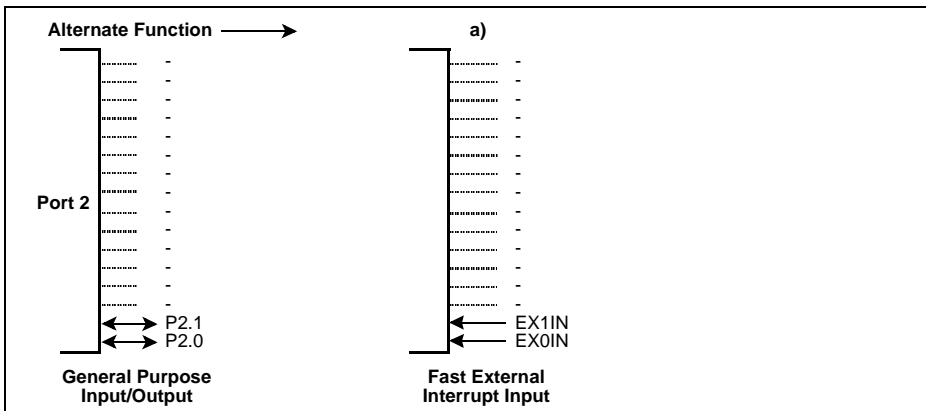 Alternate Function a)
- -
- -
- -
- -
- -
- -
- -
- -
Port 2
- -
- -
- -
- -
- -
- -
P2.1 EX1IN
P2.0 EX0IN
General Purpose Fast External
Input/Output Interrupt Input